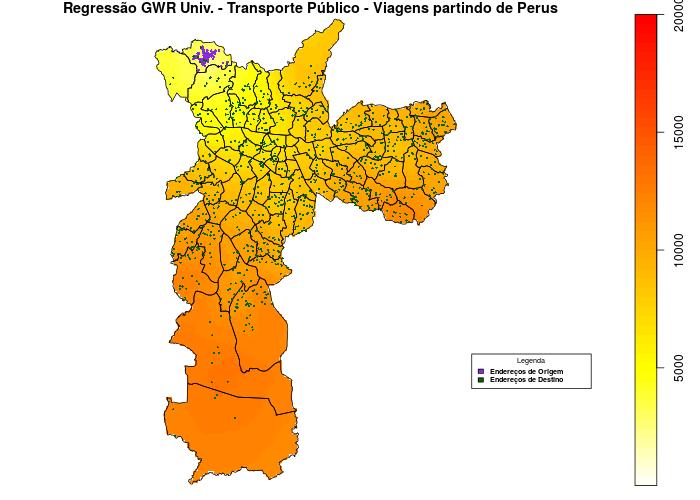 Regressão GWR Univ. - Transporte Público - Viagens partindo de Perus
20000
15000
10000
5000
Legenda
Endereços de Origem
Endereços de Destino